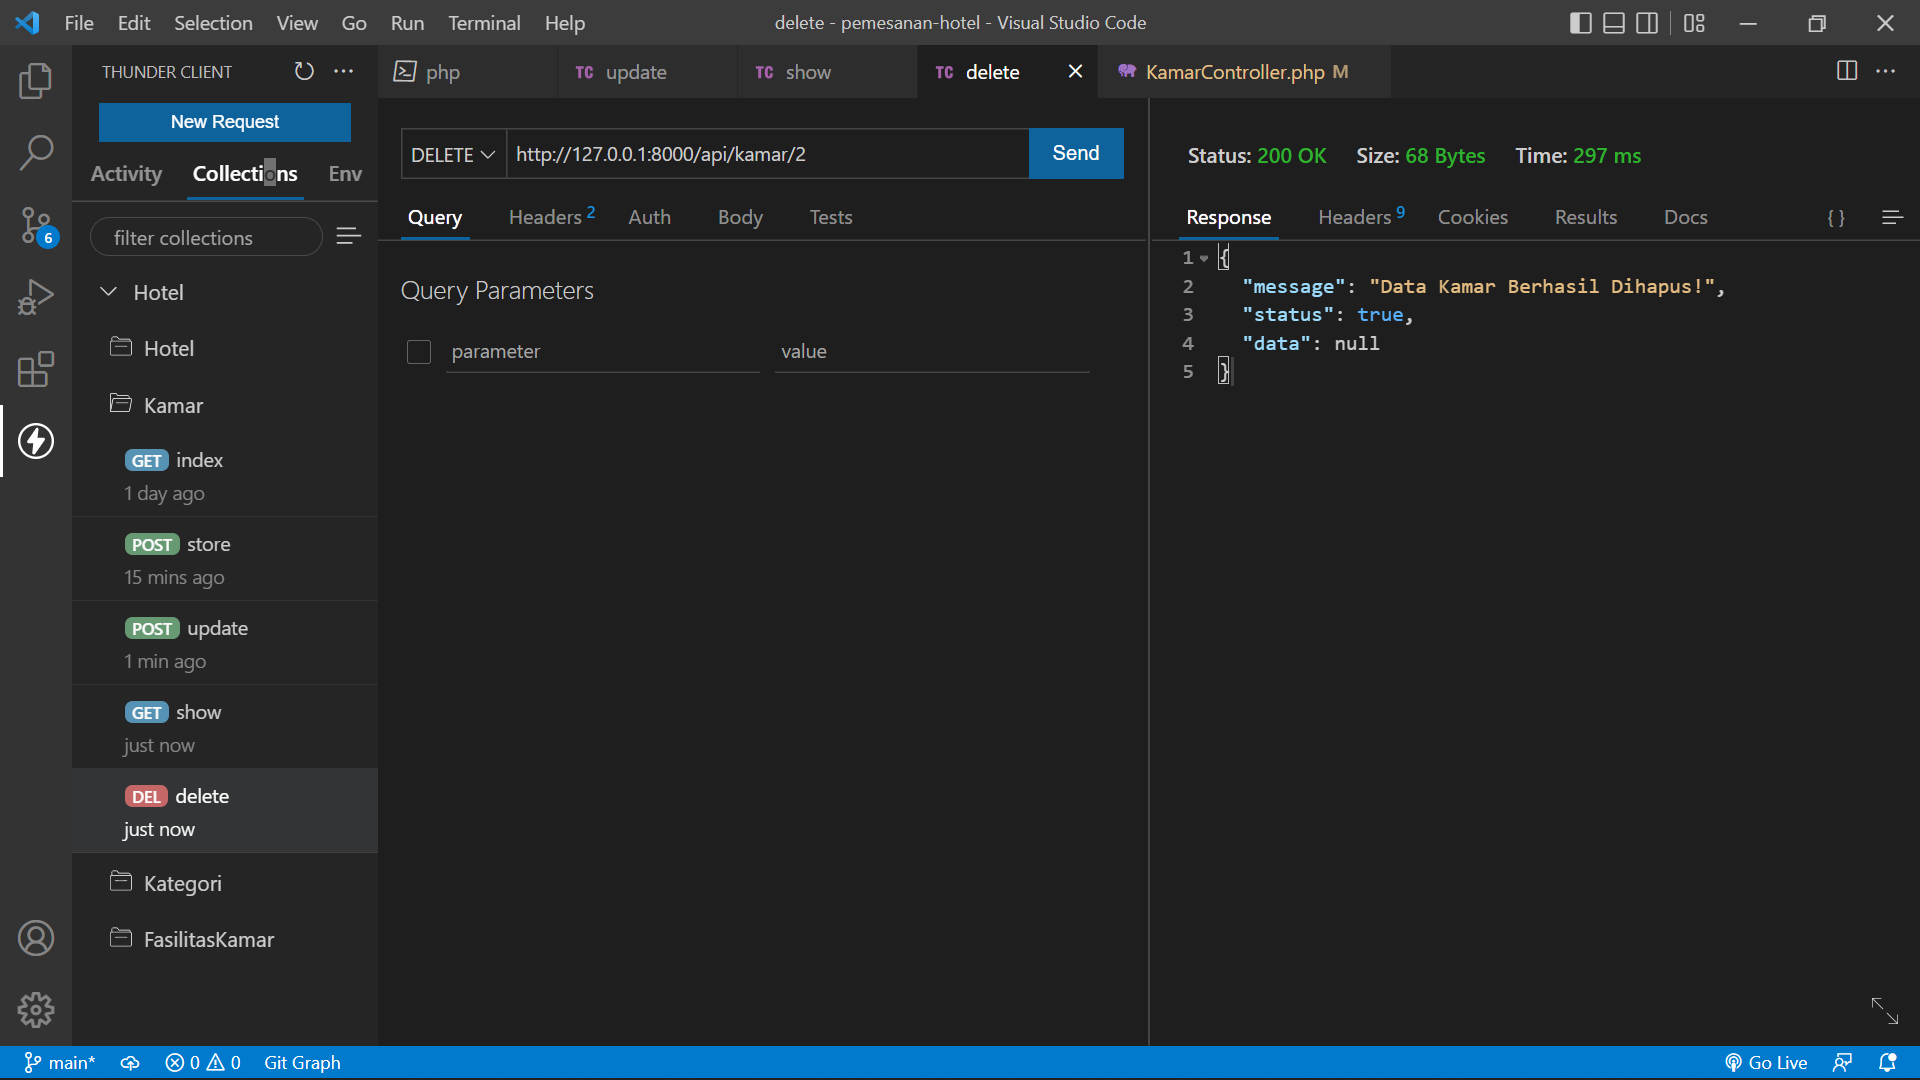 File Edit Selection View Go Run Terminal Help
delete - pemesanan-hotel - Visual Studio Code
THUNDER CLIENT
New Request
Activity Collections Env
filter collections
Hotel
Hotel
Kamar
GET index
1 day ago
POST store
15 mins ago
POST update
1 min ago
GET show
just now
DEL delete
just now
Kategori
FasilitasKamar
6
php
TC update
TC show
TC delete
KamarController.php M
DELETE http://127.0.0.1:8000/api/kamar/2 Send
Query Headers 2 Auth Body Tests
Query Parameters
parameter value
Status: 200 OK Size: 68 Bytes Time: 297 ms
Response Headers 9 Cookies Results Docs { }
1 {
2 "message": "Data Kamar Berhasil Dihapus!",
3 "status": true,
4 "data": null
5 }
main* 0 0 Git Graph
Go Live